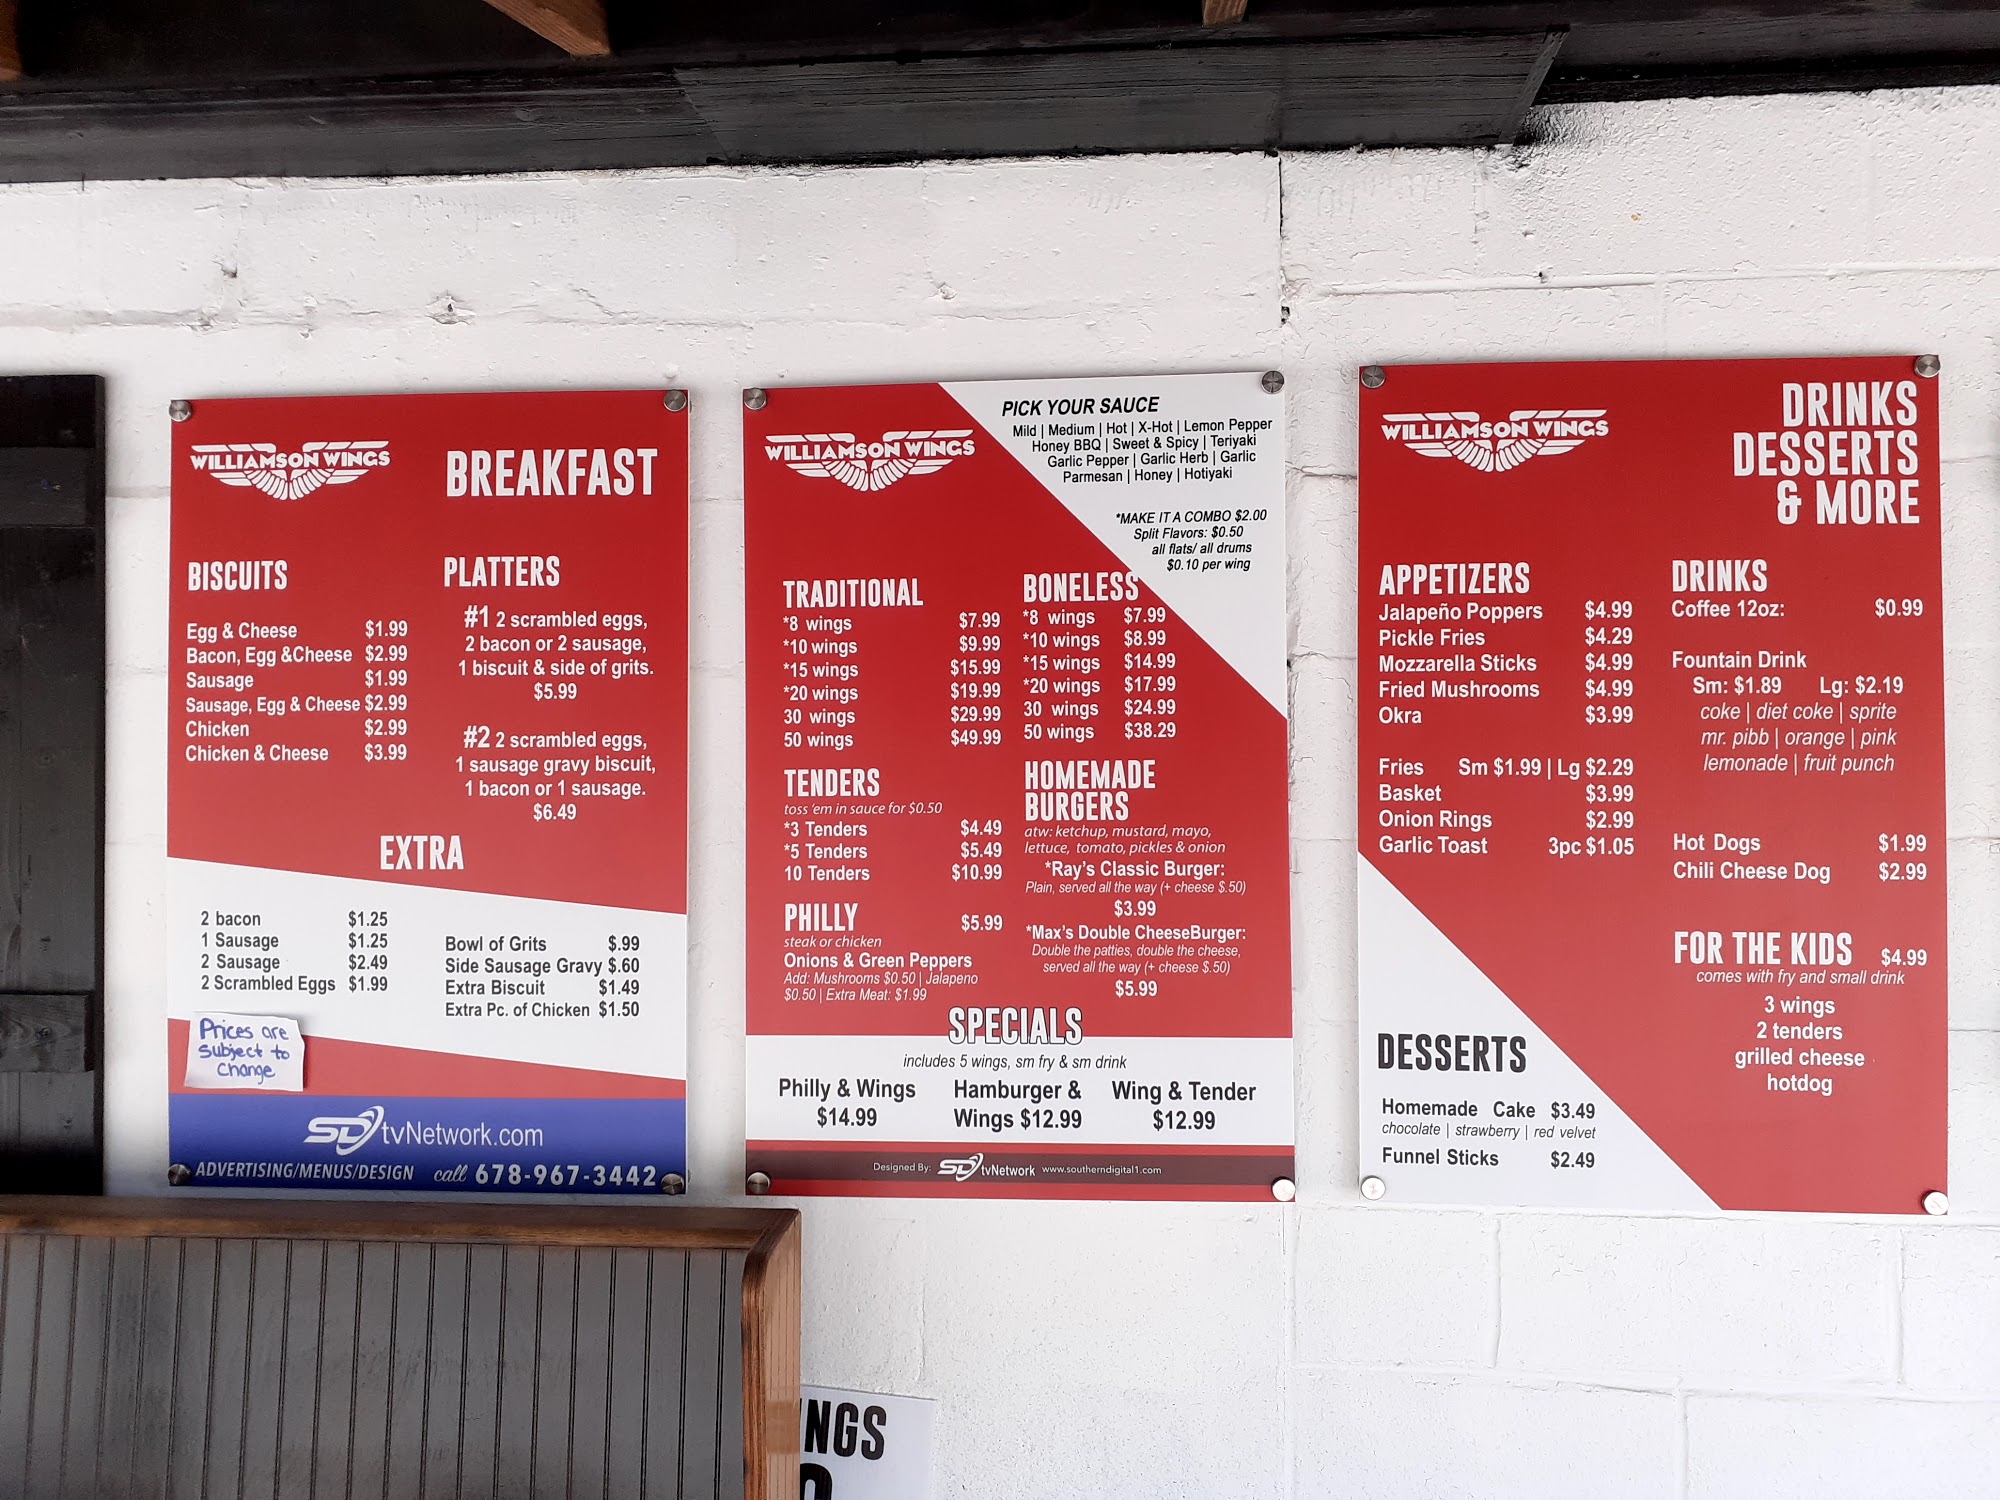 WILLIAMSON WINGS
BREAKFAST
BISCUITS
Egg & Cheese $1.99
Bacon, Egg &Cheese $2.99
Sausage $1.99
Sausage, Egg & Cheese $2.99
Chicken $2.99
Chicken & Cheese $3.99
PLATTERS
#1 2 scrambled eggs,
2 bacon or 2 sausage,
1 biscuit & side of grits.
$5.99
#2 2 scrambled eggs,
1 sausage gravy biscuit,
1 bacon or 1 sausage.
$6.49
EXTRA
2 bacon $1.25
1 Sausage $1.25
2 Sausage $2.49
2 Scrambled Eggs $1.99
Bowl of Grits $.99
Side Sausage Gravy $.60
Extra Biscuit $1.49
Extra Pc. of Chicken $1.50
Prices are
subject to
change
SD tvNetwork.com
ADVERTISING/MENUS/DESIGN call 678-967-3442
WILLIAMSON WINGS
PICK YOUR SAUCE
Mild | Medium | Hot | X-Hot | Lemon Pepper
Honey BBQ | Sweet & Spicy | Teriyaki
Garlic Pepper | Garlic Herb | Garlic
Parmesan | Honey | Hotiyaki
*MAKE IT A COMBO $2.00
Split Flavors: $0.50
all flats/ all drums
$0.10 per wing
TRADITIONAL
*8 wings $7.99
*10 wings $9.99
*15 wings $15.99
*20 wings $19.99
30 wings $29.99
50 wings $49.99
BONELESS
*8 wings $7.99
*10 wings $8.99
*15 wings $14.99
*20 wings $17.99
30 wings $24.99
50 wings $38.29
TENDERS
toss 'em in sauce for $0.50
*3 Tenders $4.49
*5 Tenders $5.49
10 Tenders $10.99
PHILLY $5.99
steak or chicken
Onions & Green Peppers
Add: Mushrooms $0.50 | Jalapeno
$0.50 | Extra Meat: $1.99
HOMEMADE
BURGERS
atw: ketchup, mustard, mayo,
lettuce, tomato, pickles & onion
*Ray's Classic Burger:
Plain, served all the way (+ cheese $.50)
$3.99
*Max's Double CheeseBurger:
Double the patties, double the cheese,
served all the way (+ cheese $.50)
$5.99
SPECIALS
includes 5 wings, sm fry & sm drink
Philly & Wings
$14.99
Hamburger &
Wings $12.99
Wing & Tender
$12.99
Designed By: SD tvNetwork www.southerndigital1.com
WILLIAMSON WINGS
DRINKS
DESSERTS
& MORE
APPETIZERS
Jalapeño Poppers $4.99
Pickle Fries $4.29
Mozzarella Sticks $4.99
Fried Mushrooms $4.99
Okra $3.99
Fries Sm $1.99 | Lg $2.29
Basket $3.99
Onion Rings $2.99
Garlic Toast 3pc $1.05
DRINKS
Coffee 12oz: $0.99
Fountain Drink
Sm: $1.89 Lg: $2.19
coke | diet coke | sprite
mr. pibb | orange | pink
lemonade | fruit punch
Hot Dogs $1.99
Chili Cheese Dog $2.99
FOR THE KIDS $4.99
comes with fry and small drink
3 wings
2 tenders
grilled cheese
hotdog
DESSERTS
Homemade Cake $3.49
chocolate | strawberry | red velvet
Funnel Sticks $2.49
NGS